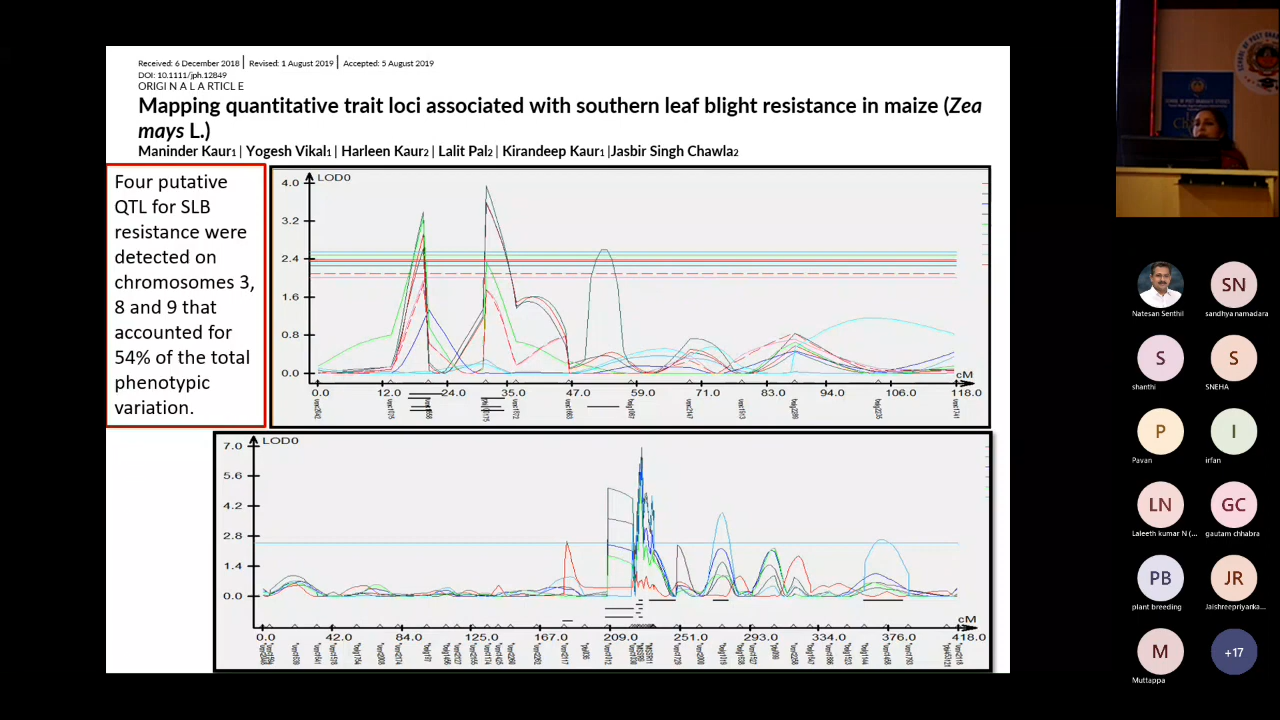 Received: 6 December 2018 | Revised: 1 August 2019 | Accepted: 5 August 2019
DOI: 10.1111/jph.12849
ORIGI N A L A RTICL E
Mapping quantitative trait loci associated with southern leaf blight resistance in maize (Zea
mays L.)
Maninder Kaur1 | Yogesh Vikal1 | Harleen Kaur2 | Lalit Pal2 | Kirandeep Kaur1 |Jasbir Singh Chawla2
Four putative
QTL for SLB
resistance were
detected on
chromosomes 3,
8 and 9 that
accounted for
54% of the total
phenotypic
variation.
LOD0
4.0
3.2
2.4
1.6
0.8
0.0
cM
0.0 12.0 24.0 35.0 47.0 59.0 71.0 83.0 94.0 106.0 118.0
LOD0
7.0
5.6
4.2
2.8
1.4
0.0
cM
0.0 42.0 84.0 125.0 167.0 209.0 251.0 293.0 334.0 376.0 418.0
SCHOOL OF POST GRADUATE STUDIES
Natesan Senthil
SN
sandhya namadara
S
shanthi
S
SNEHA
P
Pavan
I
irfan
LN
Laleeth kumar N (...
GC
gautam chhabra
PB
plant breeding
JR
Jaishreepriyanka...
M
Muttappa
+17